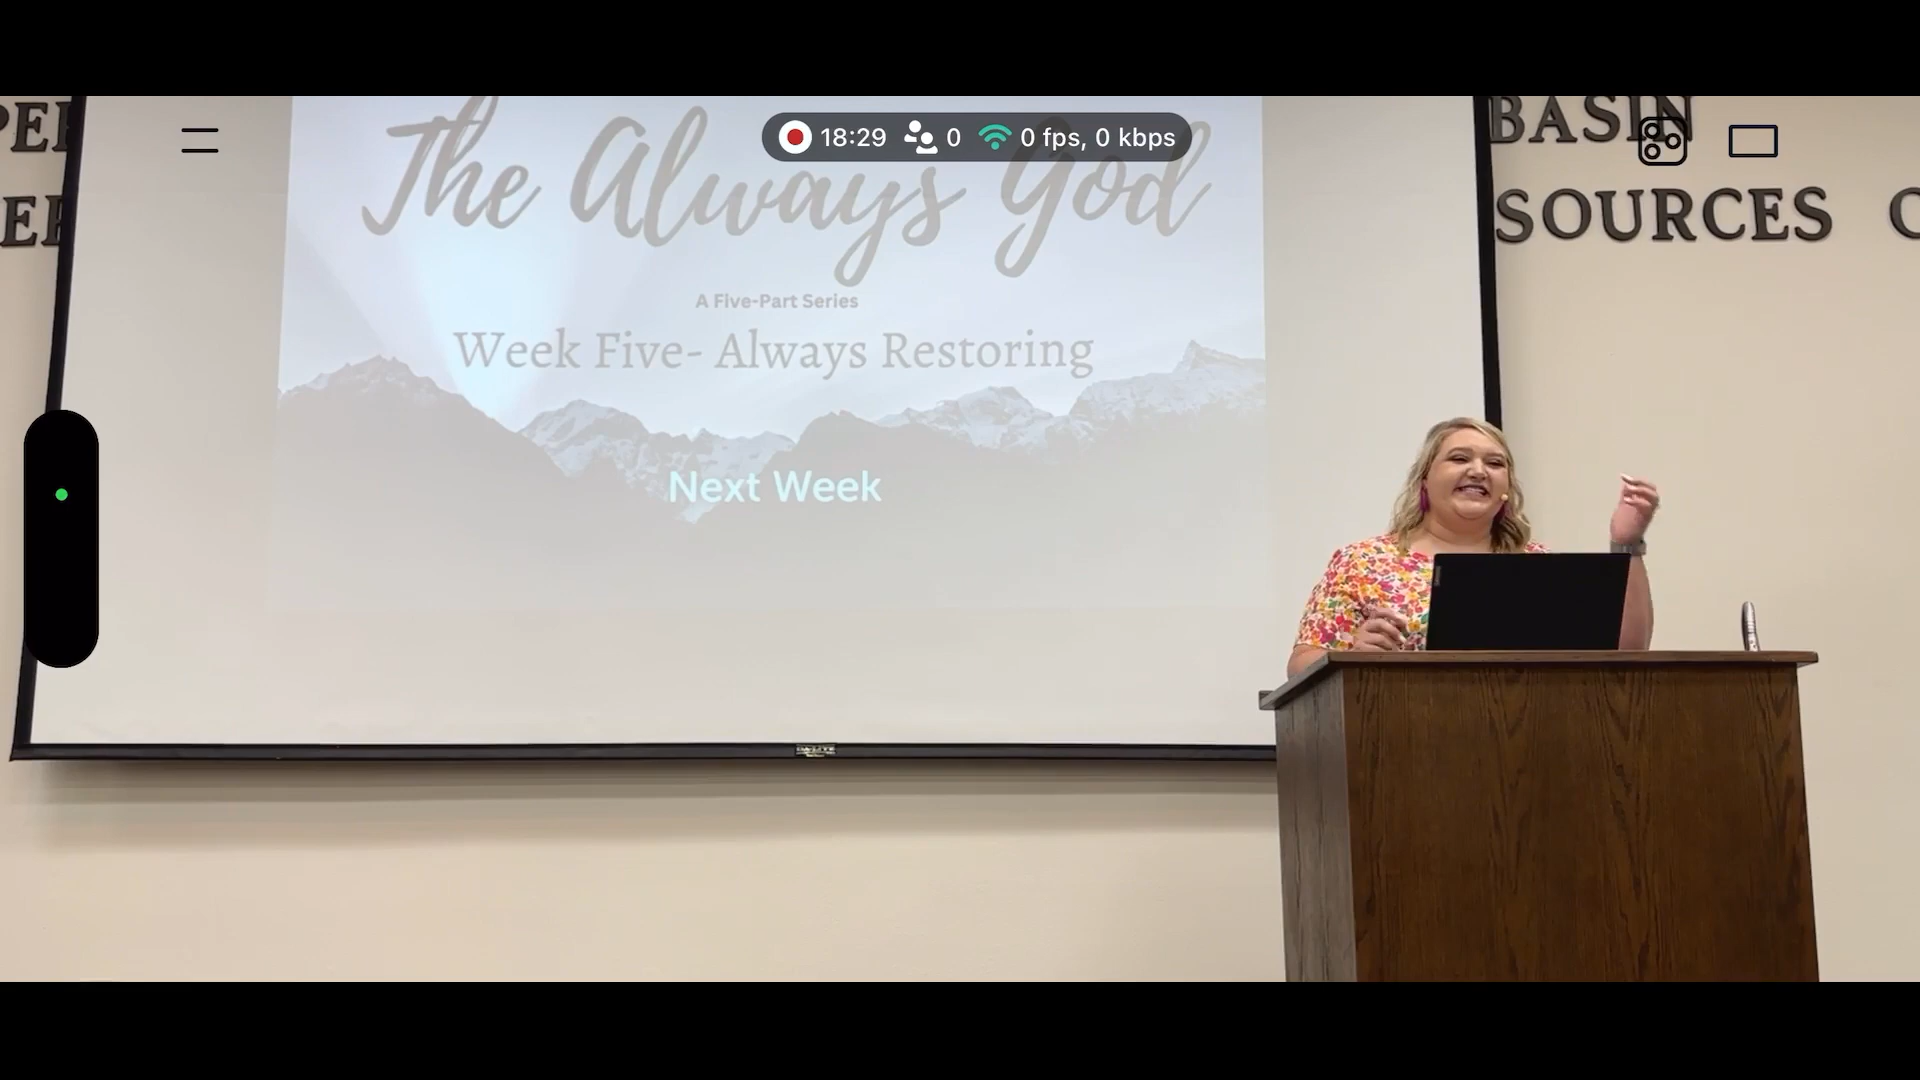 18:29 0 0 fps, 0 kbps
The Always God
A Five-Part Series
Week Five- Always Restoring
Next Week
BASIN
SOURCES